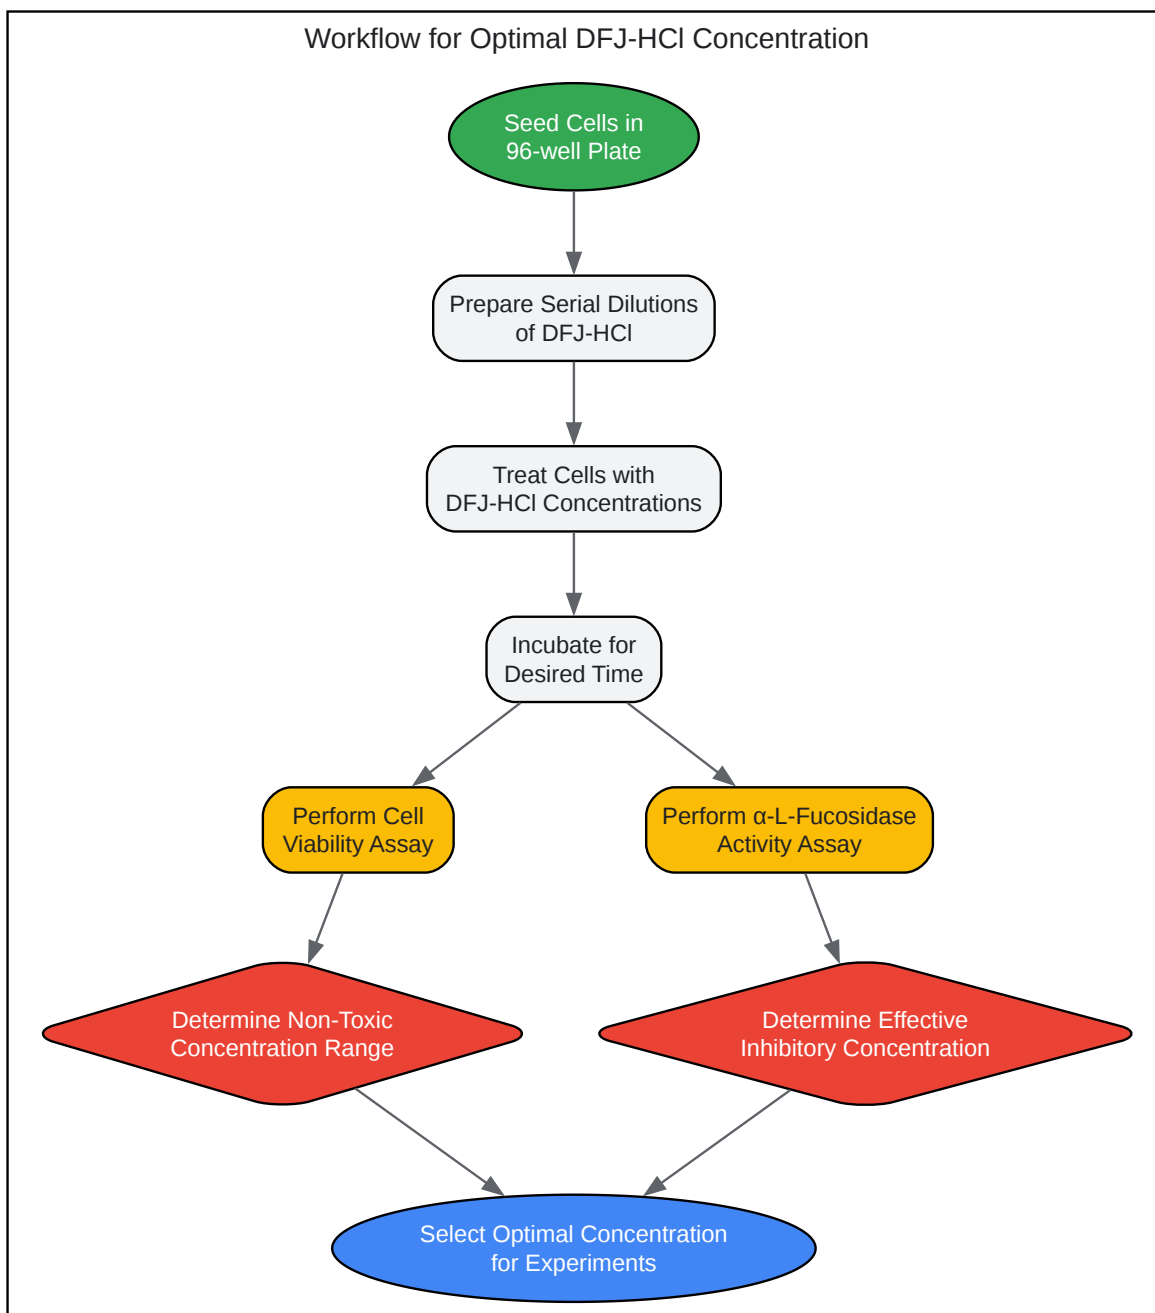 Workflow for Optimal DFJ-HCl Concentration
Seed Cells in
96-well Plate
Prepare Serial Dilutions
of DFJ-HCl
Treat Cells with
DFJ-HCl Concentrations
Incubate for
Desired Time
Perform Cell
Viability Assay
Perform α-L-Fucosidase
Activity Assay
Determine Non-Toxic
Concentration Range
Determine Effective
Inhibitory Concentration
Select Optimal Concentration
for Experiments